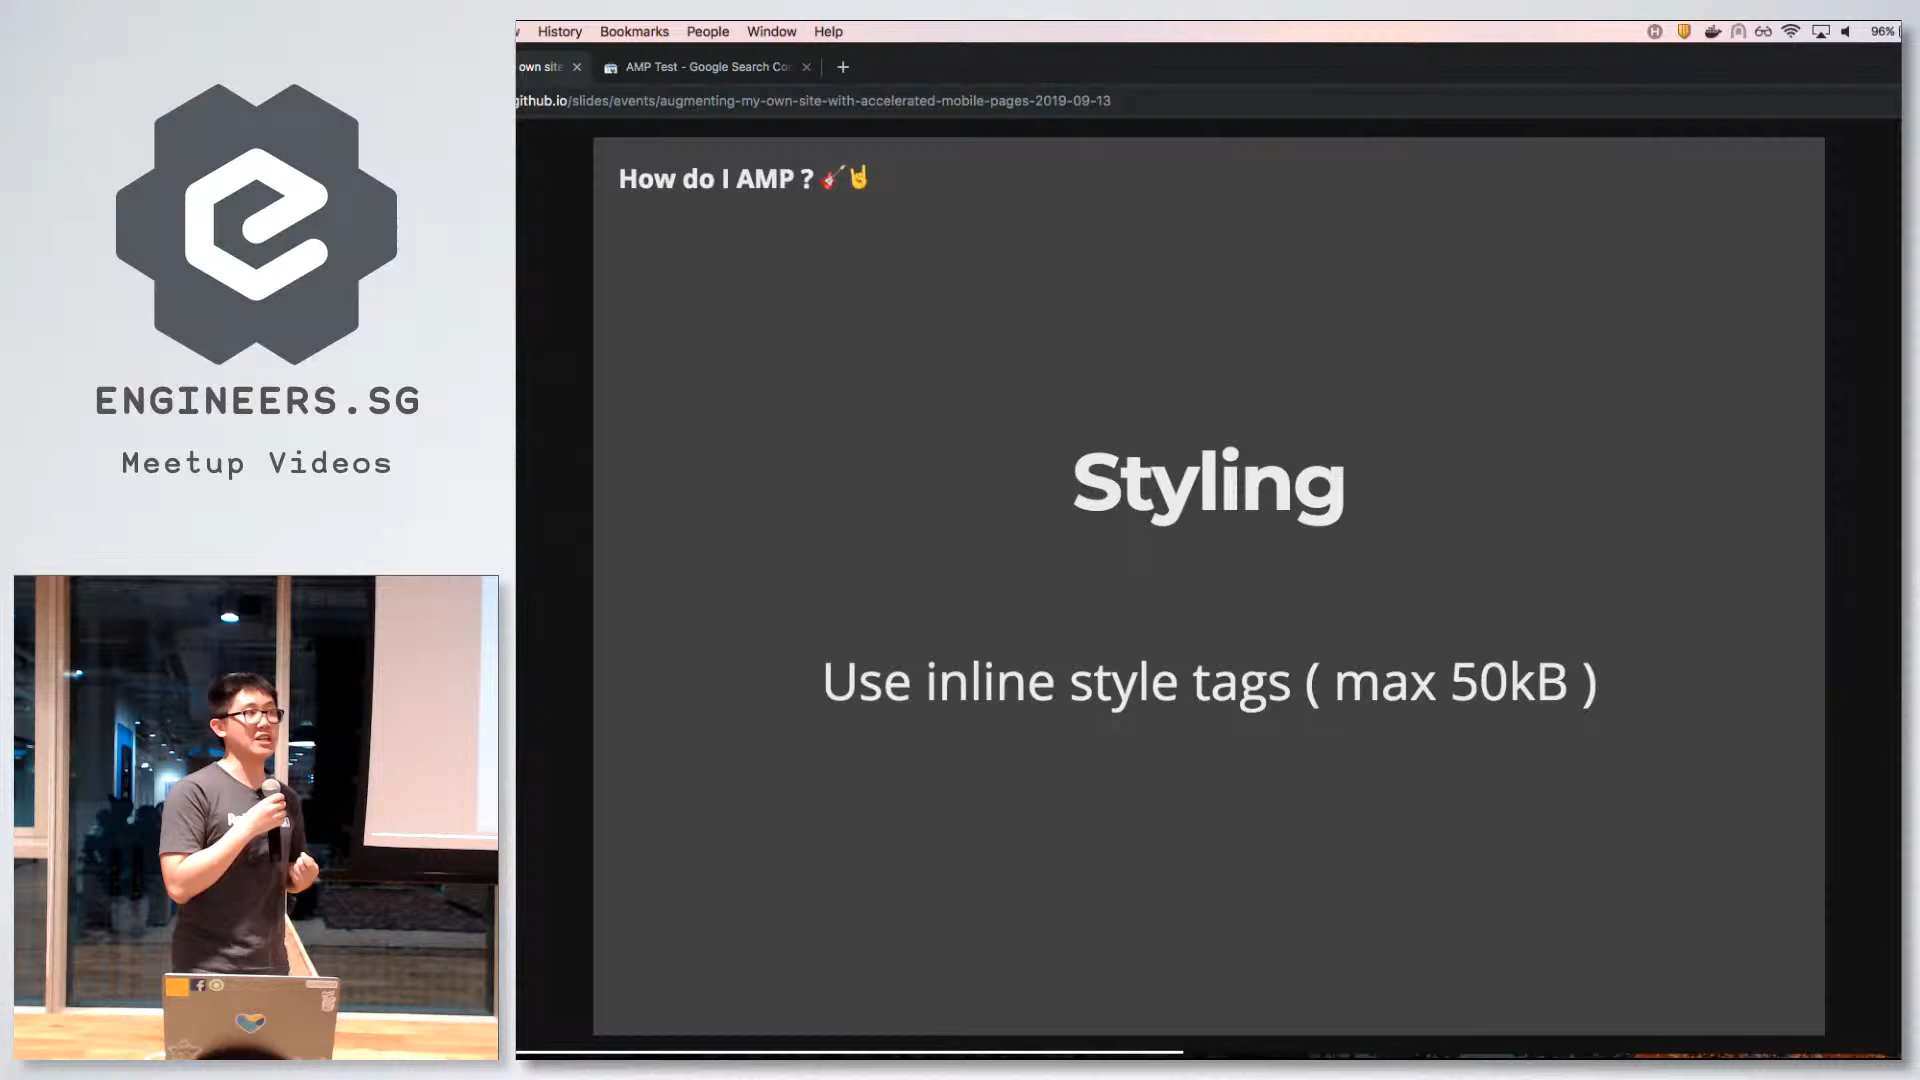 ENGINEERS.SG
Meetup Videos
History Bookmarks People Window Help
96%
own site
AMP Test - Google Search Co
github.io/slides/events/augmenting-my-own-site-with-accelerated-mobile-pages-2019-09-13
How do I AMP ? 🎸🤘
Styling
Use inline style tags ( max 50kB )